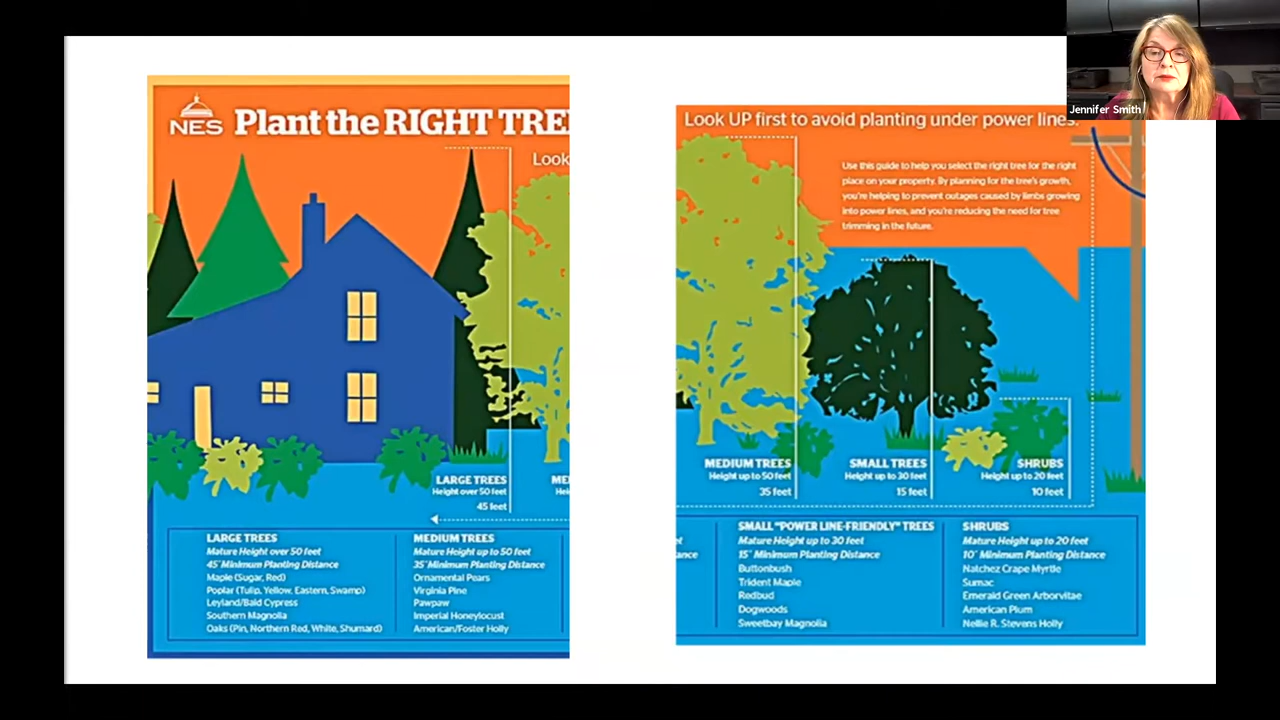 NES Plant the RIGHT TREE
Look
LARGE TREES
Height over 50 feet
45 feet
ME
Hei
LARGE TREES
Mature Height over 50 feet
45' Minimum Planting Distance
Maple (Sugar, Red)
Poplar (Tulip, Yellow, Eastern, Swamp)
Leyland/Bald Cypress
Southern Magnolia
Oaks (Pin, Northern Red, White, Shumard)
MEDIUM TREES
Mature Height up to 50 feet
35' Minimum Planting Distance
Ornamental Pears
Virginia Pine
Pawpaw
Imperial Honeylocust
American/Foster Holly
Look UP first to avoid planting under power lines.
Use this guide to help you select the right tree for the right
place on your property. By planning for the tree's growth,
you're helping to prevent outages caused by limbs growing
into power lines, and you're reducing the need for tree
trimming in the future.
MEDIUM TREES
Height up to 50 feet
35 feet
SMALL TREES
Height up to 30 feet
15 feet
SHRUBS
Height up to 20 feet
10 feet
et
ance
SMALL "POWER LINE-FRIENDLY" TREES
Mature Height up to 30 feet
15' Minimum Planting Distance
Buttonbush
Trident Maple
Redbud
Dogwoods
Sweetbay Magnolia
SHRUBS
Mature Height up to 20 feet
10' Minimum Planting Distance
Natchez Crape Myrtle
Sumac
Emerald Green Arborvitae
American Plum
Nellie R. Stevens Holly
Jennifer Smith